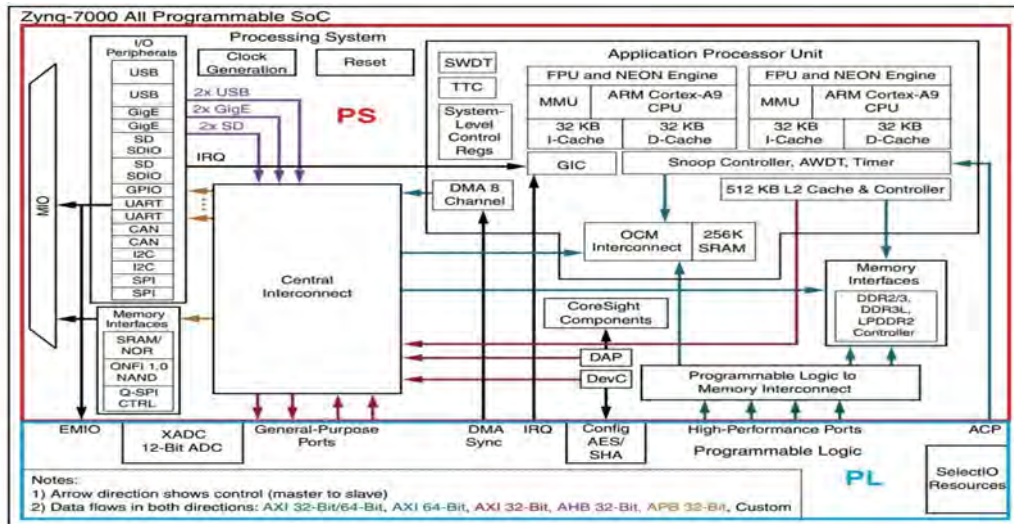 Zynq-7000 All Programmable SoC
I/O
Peripherals
USB
USB
GigE
GigE
SD
SDIO
SD
SDIO
GPIO
UART
UART
CAN
CAN
I2C
I2C
SPI
SPI
MIO
Memory
Interfaces
SRAM/
NOR
ONFI 1.0
NAND
Q-SPI
CTRL
Processing System
Clock
Generation
Reset
2x USB
2x GigE
2x SD
IRQ
PS
Central
Interconnect
SWDT
TTC
System-
Level
Control
Regs
DMA 8
Channel
Application Processor Unit
FPU and NEON Engine
MMU
ARM Cortex-A9
CPU
32 KB
I-Cache
32 KB
D-Cache
FPU and NEON Engine
MMU
ARM Cortex-A9
CPU
32 KB
I-Cache
32 KB
D-Cache
GIC
Snoop Controller, AWDT, Timer
512 KB L2 Cache & Controller
OCM
Interconnect
256K
SRAM
Memory
Interfaces
DDR2/3,
DDR3L,
LPDDR2
Controller
CoreSight
Components
DAP
DevC
Programmable Logic to
Memory Interconnect
EMIO
XADC
12-Bit ADC
General-Purpose
Ports
DMA
Sync
IRQ
Config
AES/
SHA
High-Performance Ports
ACP
Programmable Logic
PL
SelectIO
Resources
Notes:
1) Arrow direction shows control (master to slave)
2) Data flows in both directions: AXI 32-Bit/64-Bit, AXI 64-Bit, AXI 32-Bit, AHB 32-Bit, APB 32-Bit, Custom